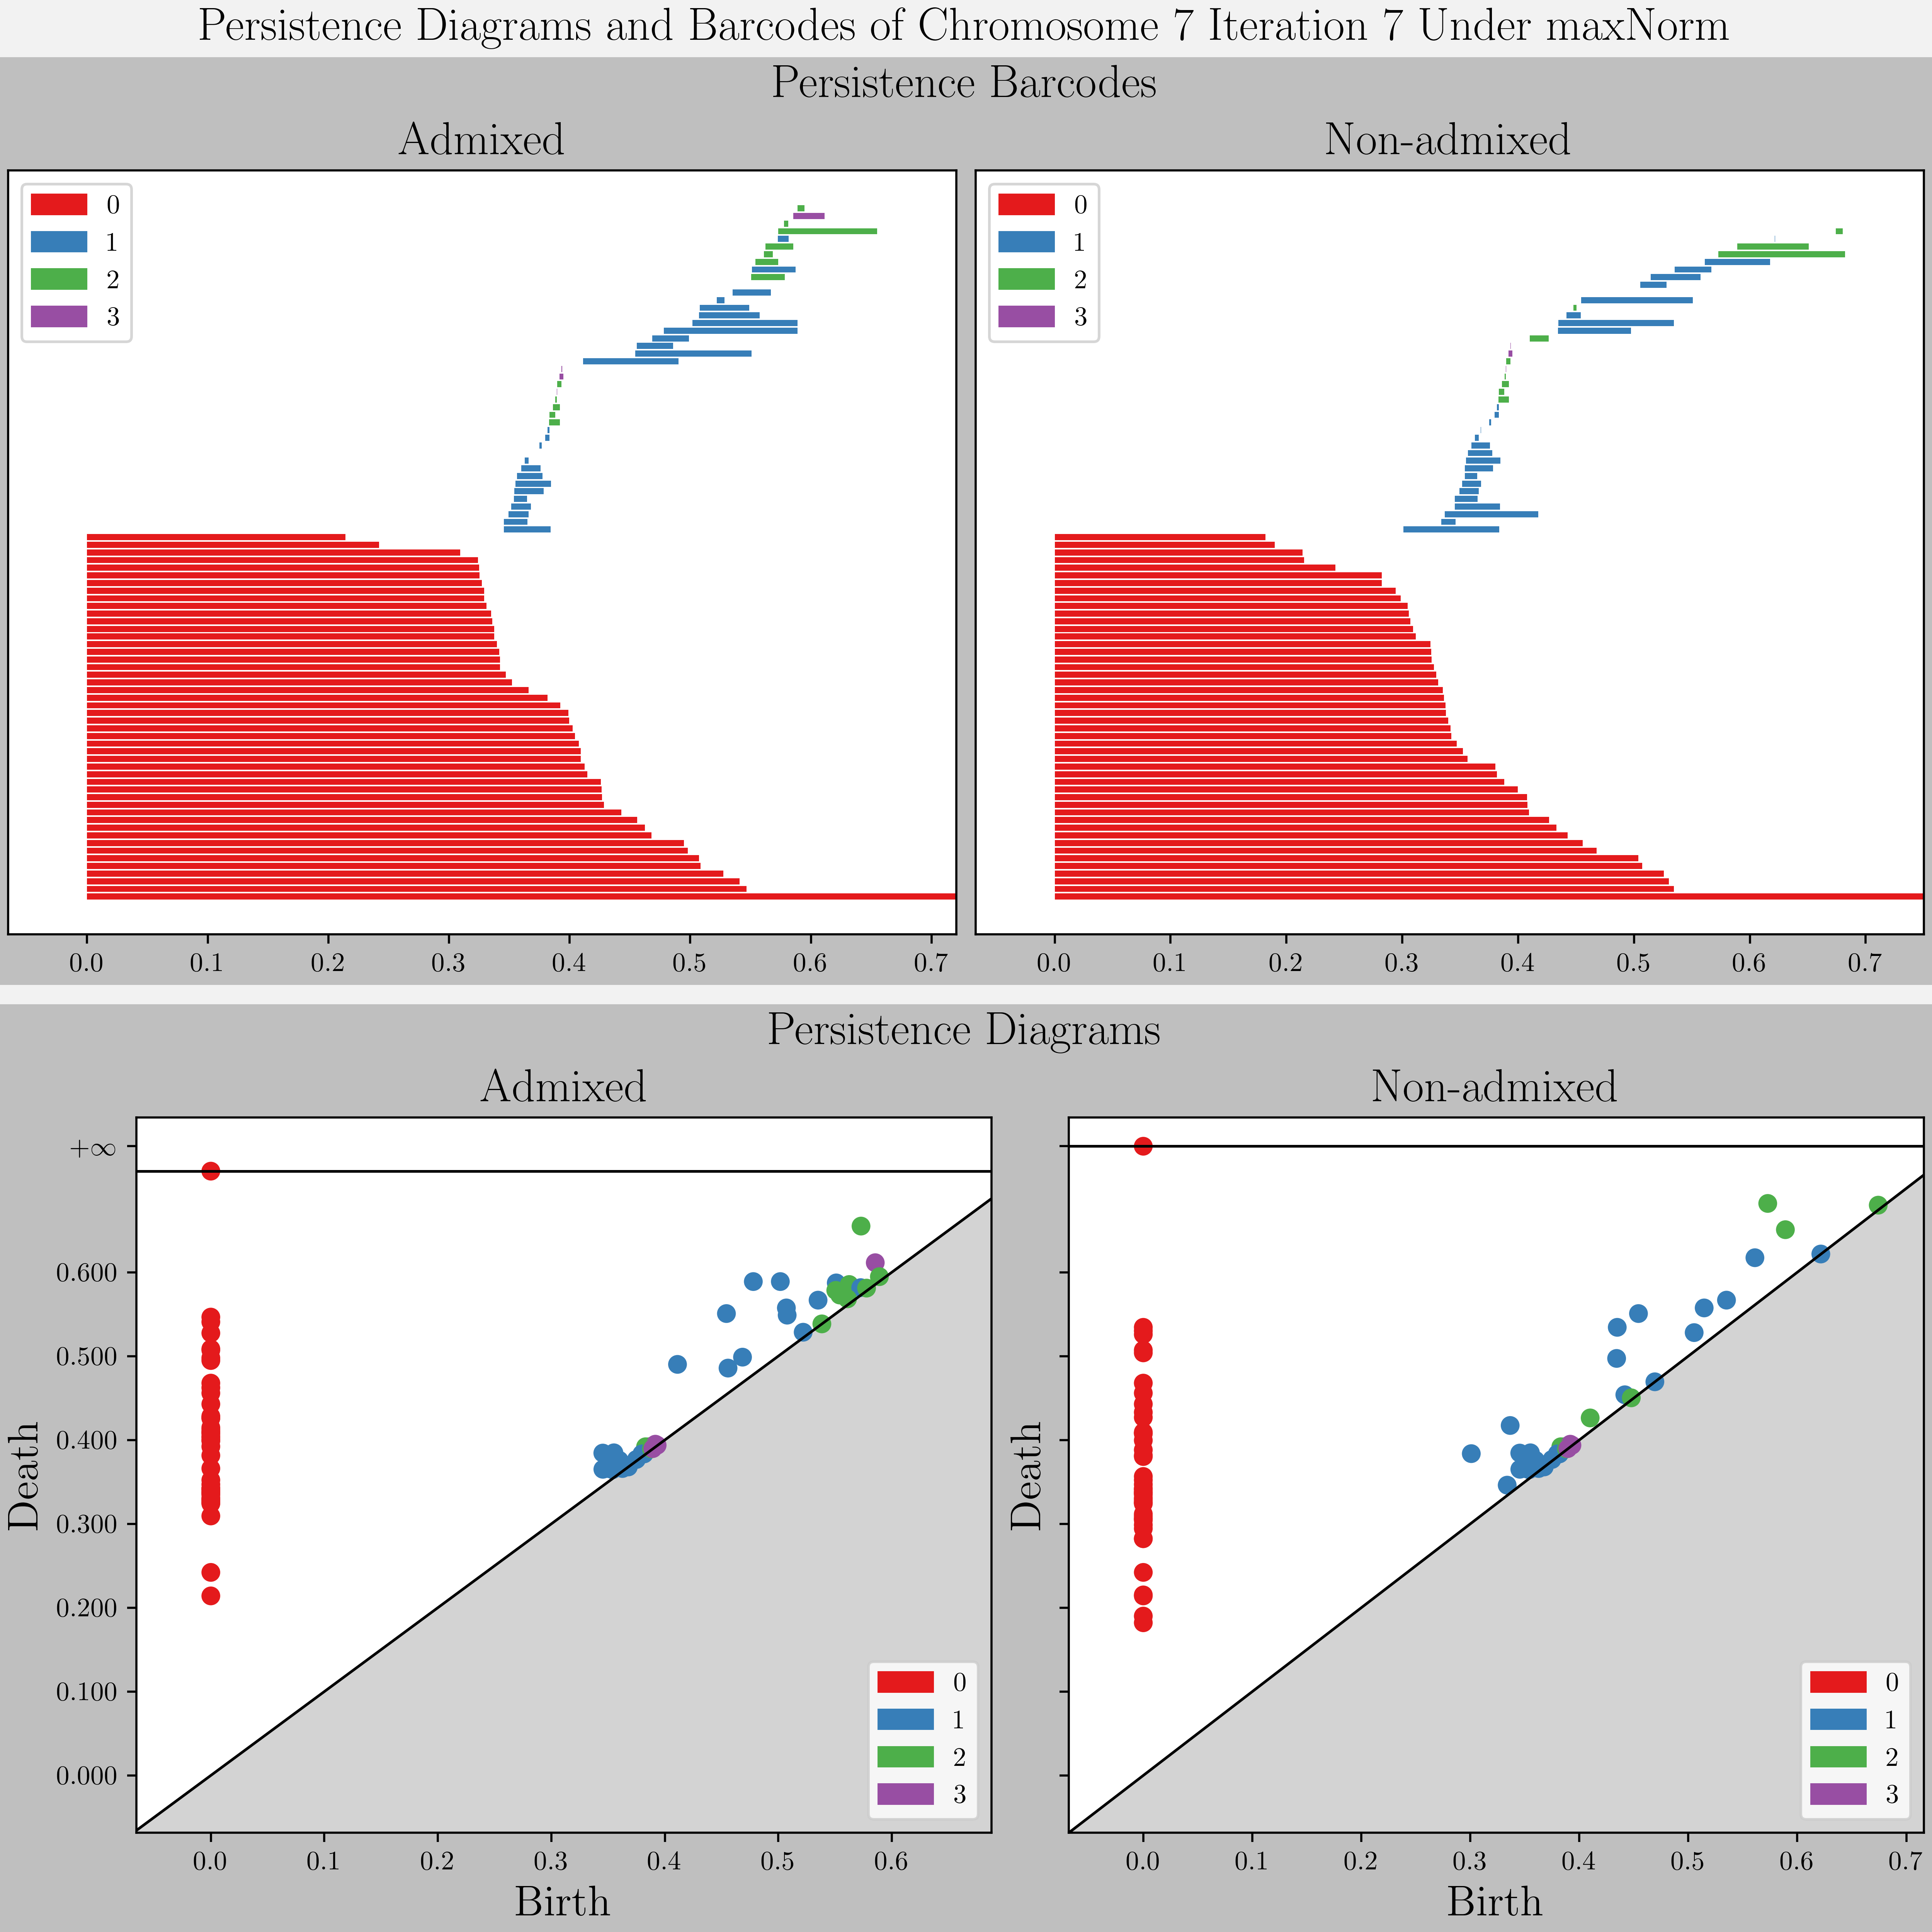 Persistence Diagrams and Barcodes of Chromosome 7 Iteration 7 Under maxNorm
Persistence Barcodes
Admixed
Non-admixed
0
1
2
3
0
1
2
3
0.0 0.1 0.2 0.3 0.4 0.5 0.6 0.7
0.0 0.1 0.2 0.3 0.4 0.5 0.6 0.7
Persistence Diagrams
Admixed
Non-admixed
+∞
0.600
0.500
0.400
0.300
0.200
0.100
0.000
Death
Death
0
1
2
3
0
1
2
3
0.0 0.1 0.2 0.3 0.4 0.5 0.6
0.0 0.1 0.2 0.3 0.4 0.5 0.6 0.7
Birth
Birth